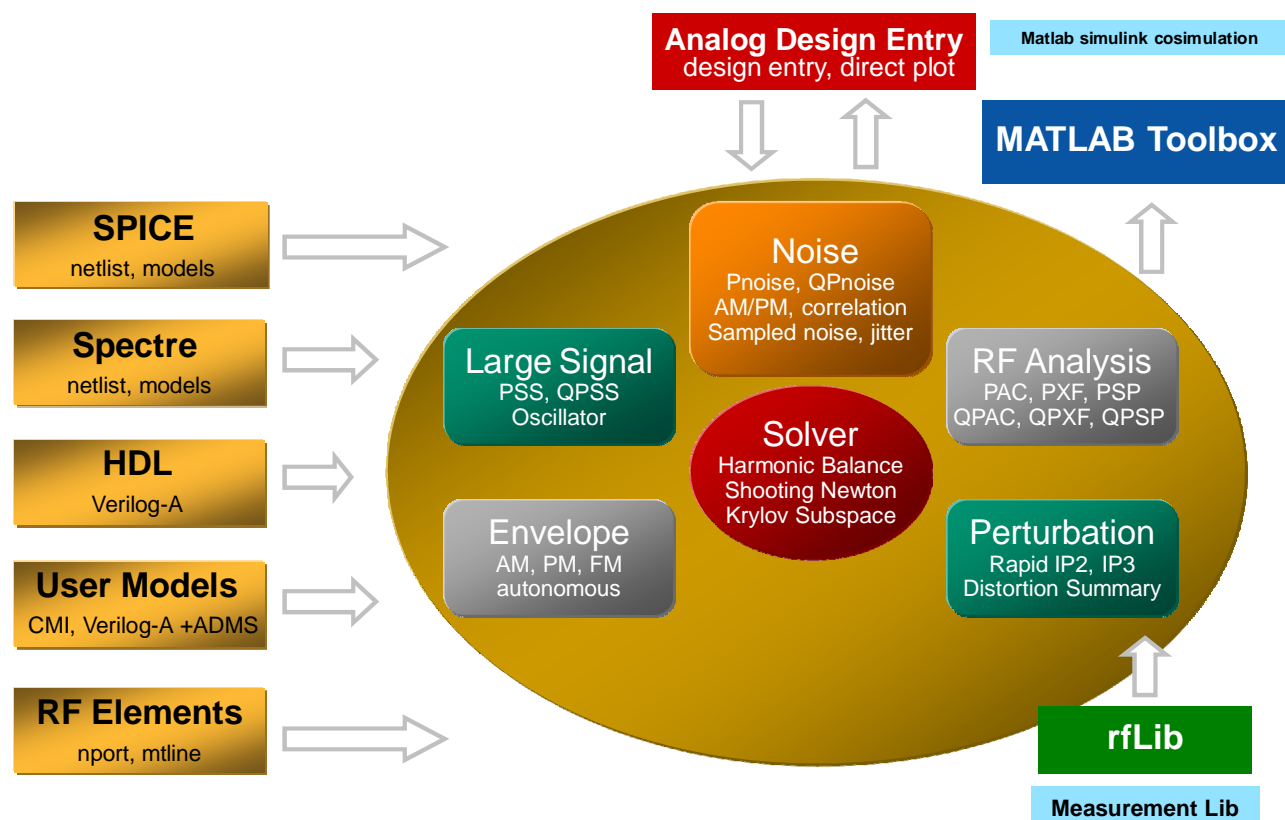 Analog Design Entry
design entry, direct plot
Matlab simulink cosimulation
MATLAB Toolbox
SPICE
netlist, models
Spectre
netlist, models
HDL
Verilog-A
User Models
CMI, Verilog-A +ADMS
RF Elements
nport, mtline
Noise
Pnoise, QPnoise
AM/PM, correlation
Sampled noise, jitter
Large Signal
PSS, QPSS
Oscillator
RF Analysis
PAC, PXF, PSP
QPAC, QPXF, QPSP
Solver
Harmonic Balance
Shooting Newton
Krylov Subspace
Envelope
AM, PM, FM
autonomous
Perturbation
Rapid IP2, IP3
Distortion Summary
rfLib
Measurement Lib